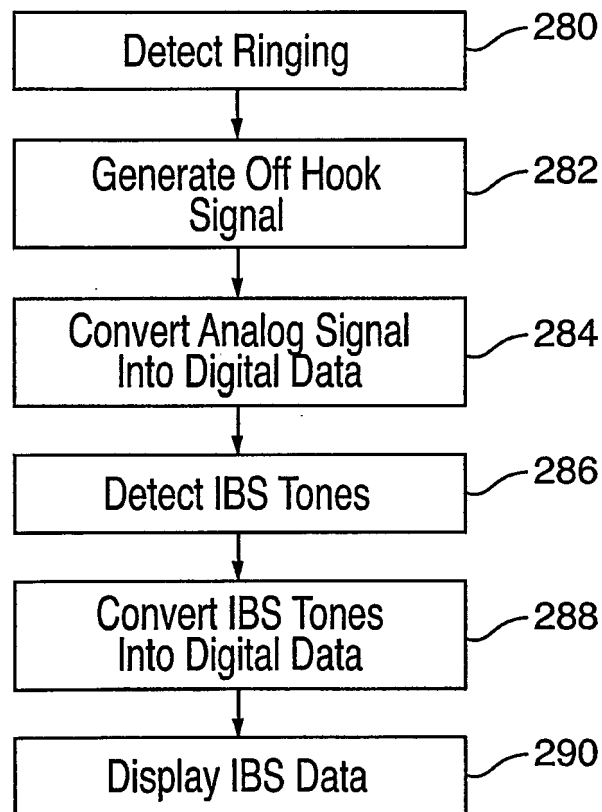 Detect Ringing
280
Generate Off Hook
Signal
282
Convert Analog Signal
Into Digital Data
284
Detect IBS Tones
286
Convert IBS Tones
Into Digital Data
288
Display IBS Data
290